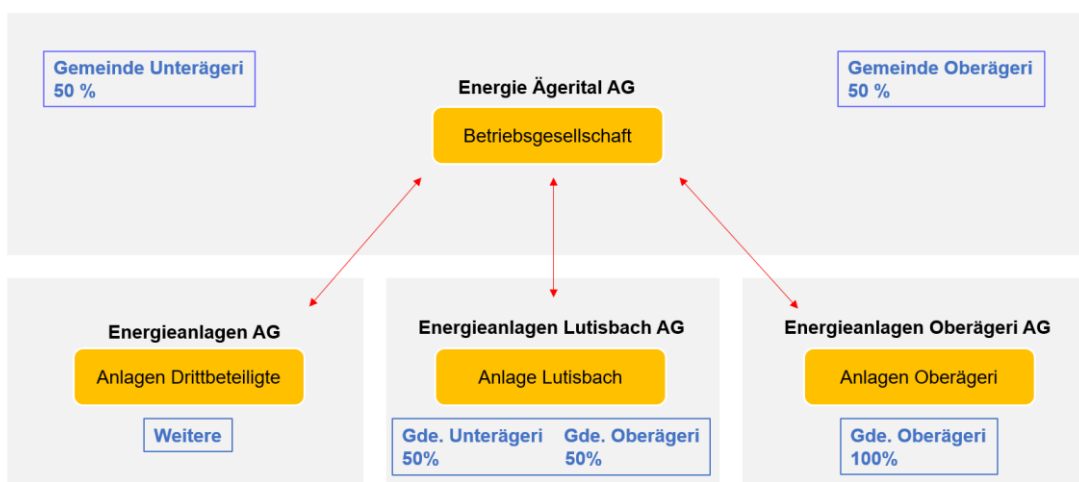 Gemeinde Unterägeri
50 %
Energie Ägerital AG
Betriebsgesellschaft
Gemeinde Oberägeri
50 %
Energieanlagen AG
Anlagen Drittbeteiligte
Weitere
Energieanlagen Lutisbach AG
Anlage Lutisbach
Gde. Unterägeri Gde. Oberägeri
50% 50%
Energieanlagen Oberägeri AG
Anlagen Oberägeri
Gde. Oberägeri
100%